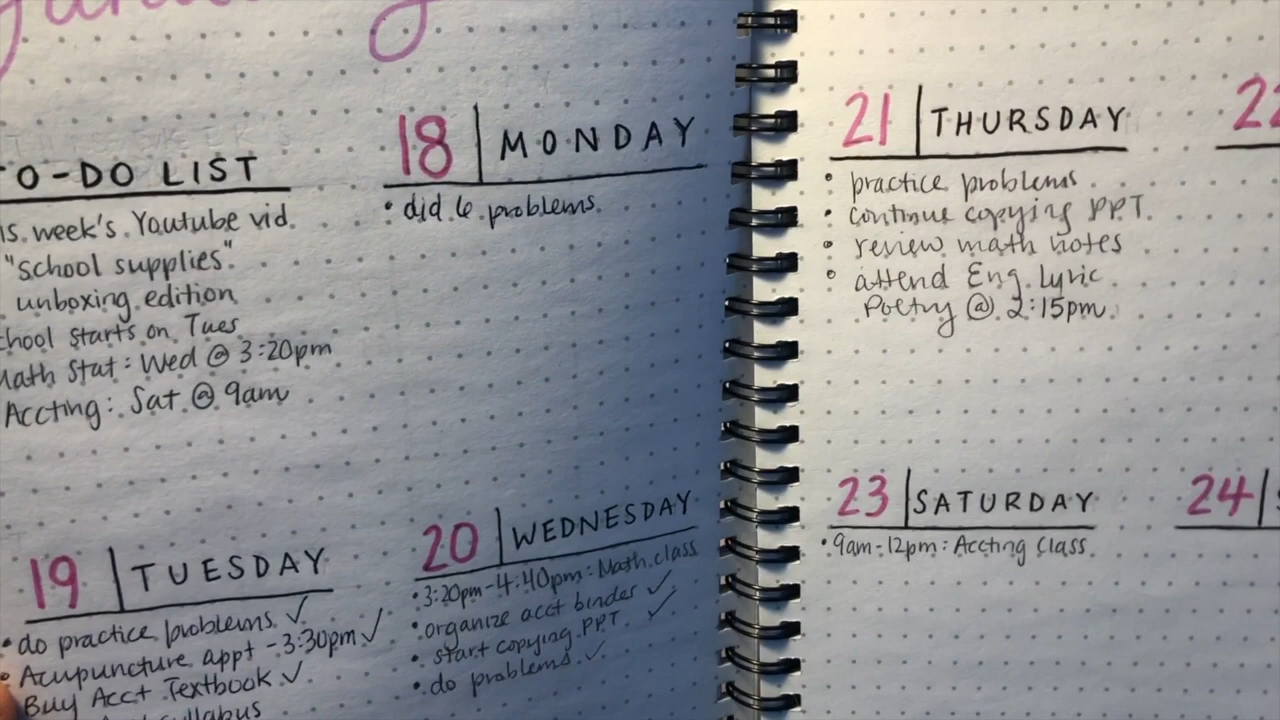 O-DO LIST
is week's Youtube vid
"school supplies"
unboxing edition
chool starts on Tues
Math Stat: Wed @ 3:20pm
Accting: Sat @ 9am
18 | MONDAY
• did 6 problems
19 | TUESDAY
• do practice problems ✓
• Acupuncture appt - 3:30pm ✓
Buy Acct Textbook ✓
syllabus
20 | WEDNESDAY
• 3:20pm-4:40pm: Math class
• organize acct binder ✓
• start copying PPT ✓
• do problems ✓
21 | THURSDAY
• practice problems
• continue copying PPT
• review math notes
• attend Eng Lyric
Poetry @ 2:15pm
22
23 | SATURDAY
• 9am-12pm: Accting Class
24 |